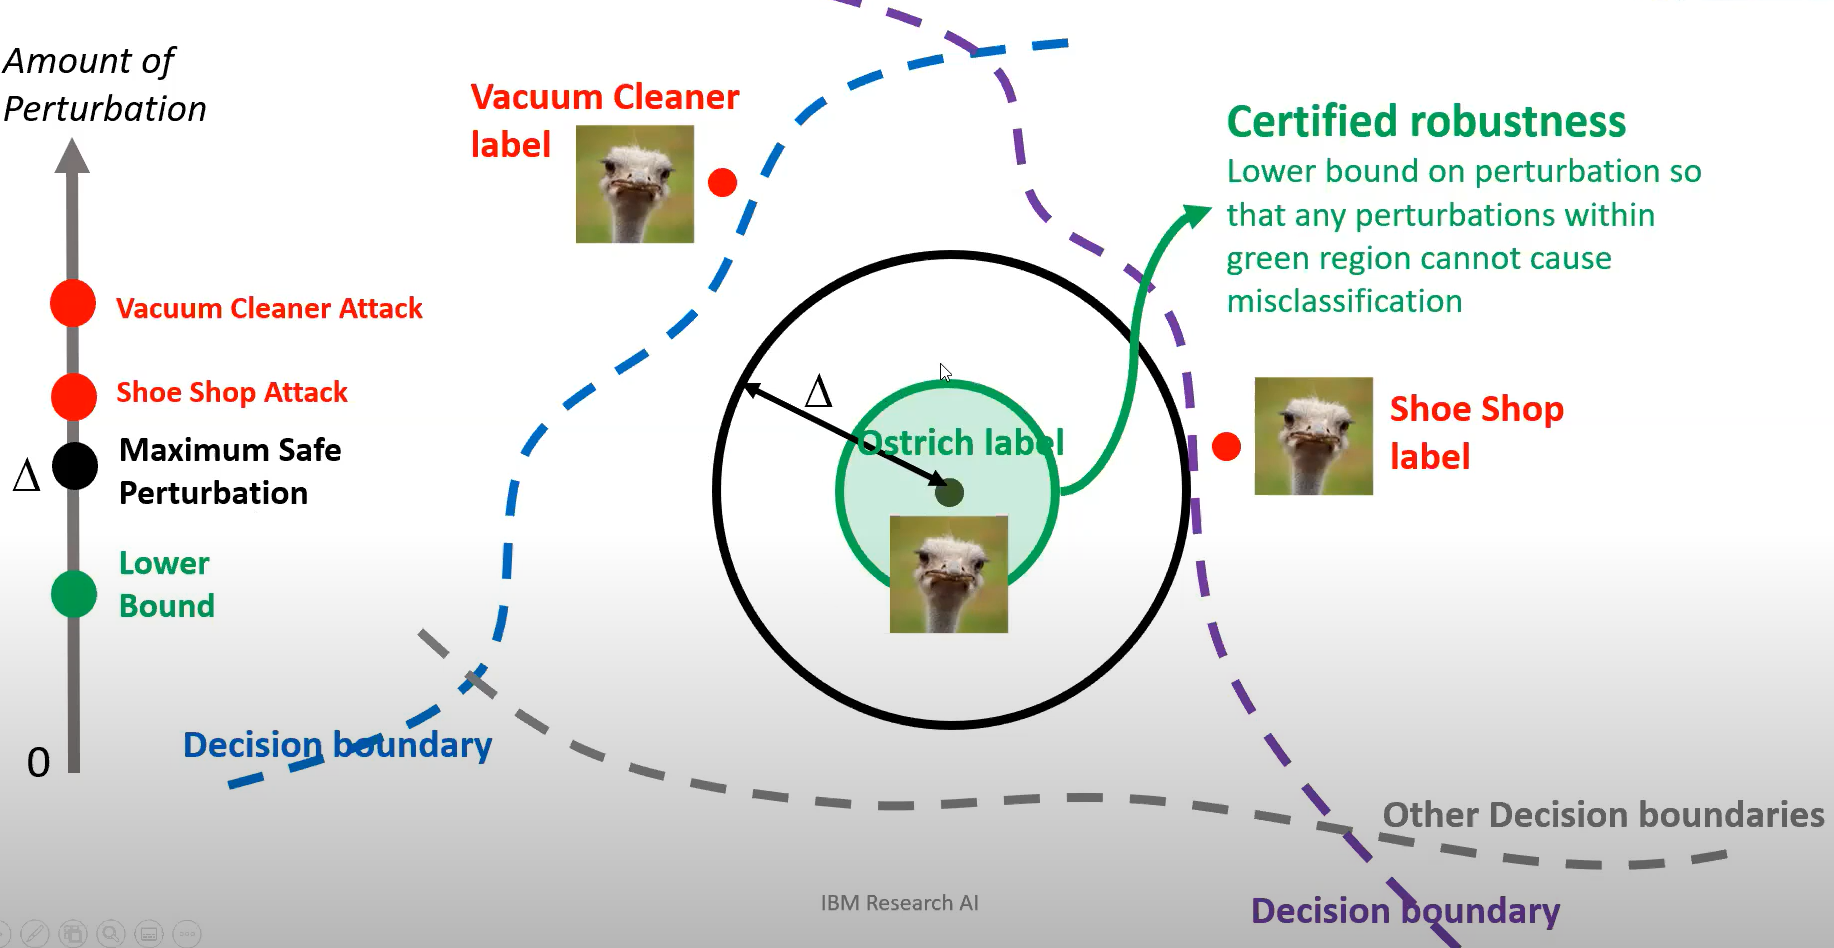 Amount of
Perturbation
Vacuum Cleaner
label
Certified robustness
Lower bound on perturbation so
that any perturbations within
green region cannot cause
misclassification
Vacuum Cleaner Attack
Shoe Shop Attack
Δ
Maximum Safe
Perturbation
Lower
Bound
0
Δ
Ostrich label
Shoe Shop
label
Decision boundary
Other Decision boundaries
Decision boundary
IBM Research AI